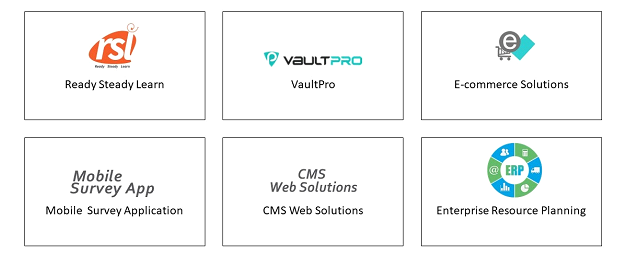 rsl
Ready Steady Learn
Ready Steady Learn
VAULTPRO
VaultPro
e
E-commerce Solutions
Mobile
Survey App
Mobile Survey Application
CMS
Web Solutions
CMS Web Solutions
@
ERP
Enterprise Resource Planning